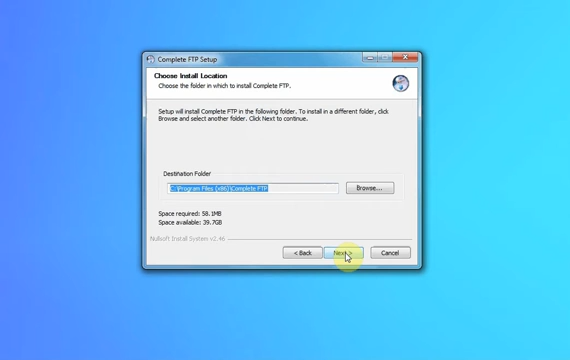 Complete FTP Setup
Choose Install Location
Choose the folder in which to install Complete FTP.
Setup will install Complete FTP in the following folder. To install in a different folder, click
Browse and select another folder. Click Next to continue.
Destination Folder
C:\Program Files (x86)\Complete FTP
Browse...
Space required: 58.1MB
Space available: 39.7GB
Nullsoft Install System v2.46
< Back
Next >
Cancel